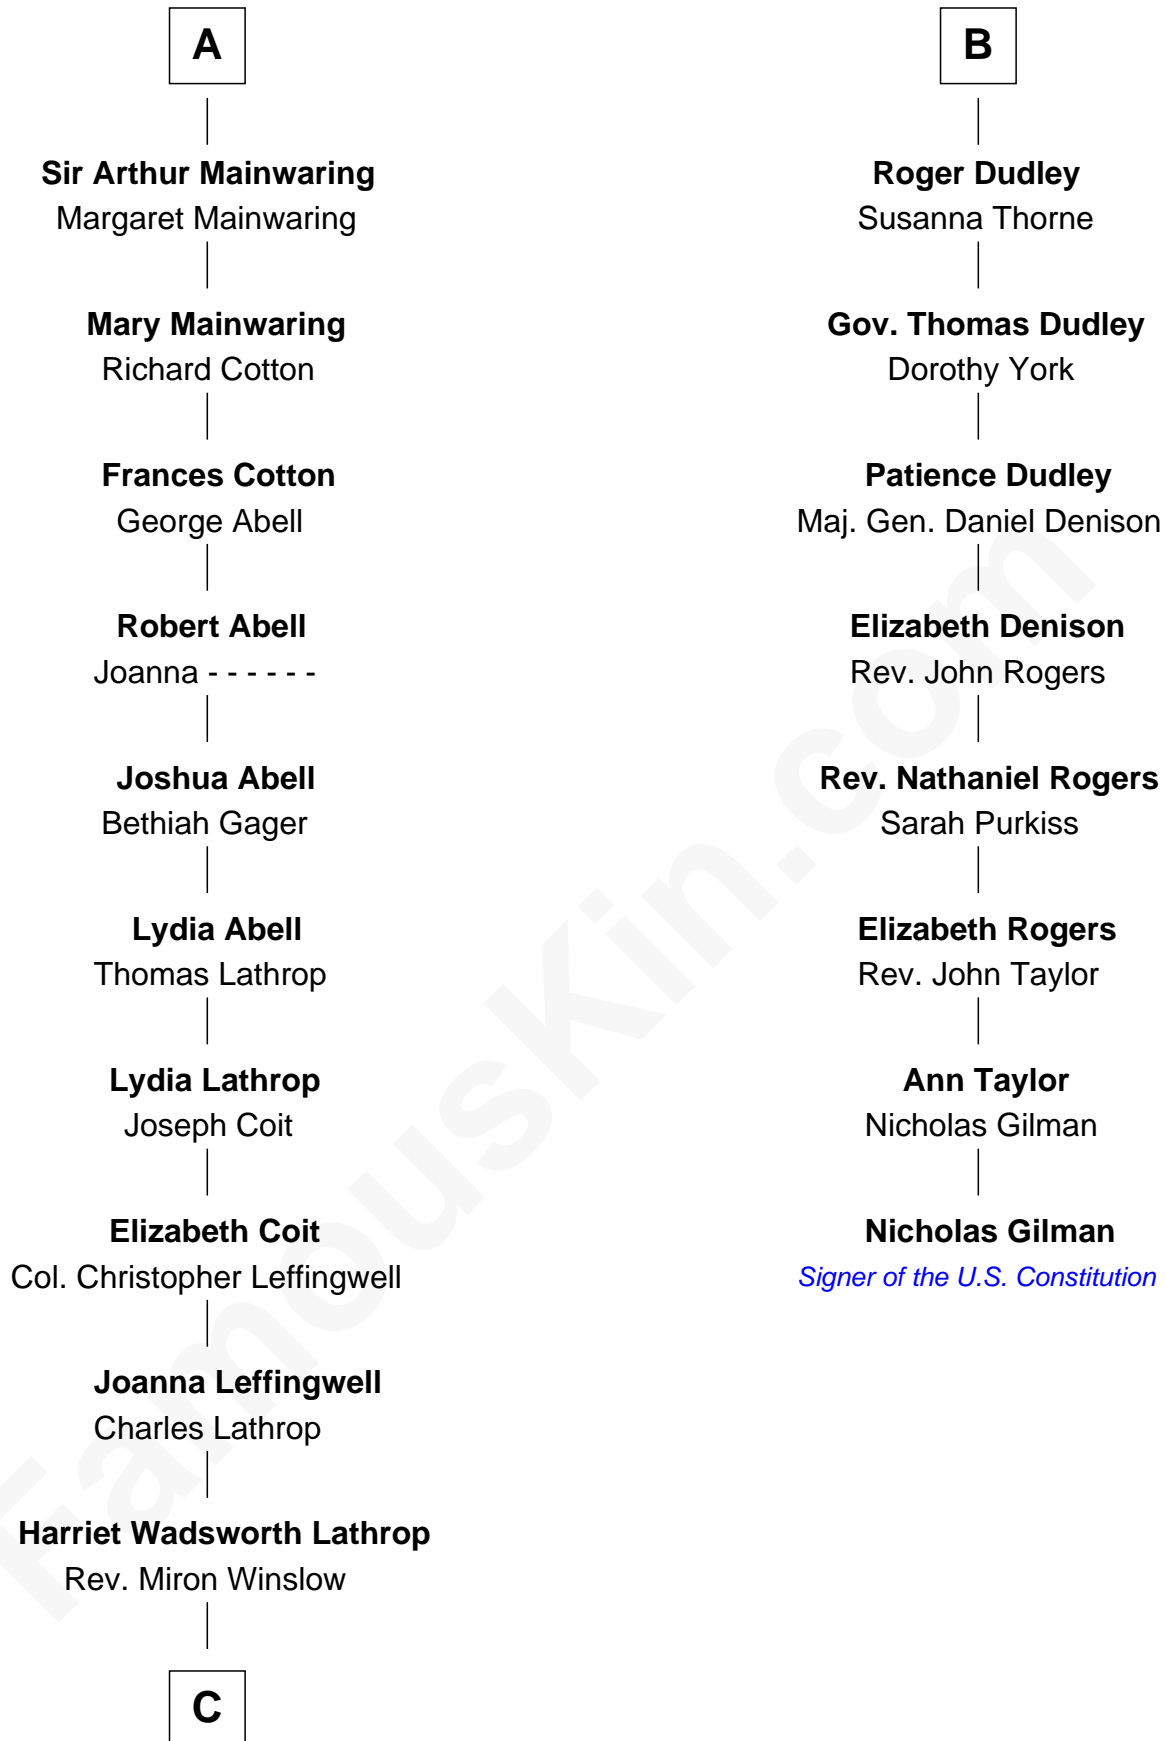 A
Sir Arthur Mainwaring
Margaret Mainwaring
Mary Mainwaring
Richard Cotton
Frances Cotton
George Abell
Robert Abell
Joanna - - - - - -
Joshua Abell
Bethiah Gager
Lydia Abell
Thomas Lathrop
Lydia Lathrop
Joseph Coit
Elizabeth Coit
Col. Christopher Leffingwell
Joanna Leffingwell
Charles Lathrop
Harriet Wadsworth Lathrop
Rev. Miron Winslow
C
B
Roger Dudley
Susanna Thorne
Gov. Thomas Dudley
Dorothy York
Patience Dudley
Maj. Gen. Daniel Denison
Elizabeth Denison
Rev. John Rogers
Rev. Nathaniel Rogers
Sarah Purkiss
Elizabeth Rogers
Rev. John Taylor
Ann Taylor
Nicholas Gilman
Nicholas Gilman
Signer of the U.S. Constitution
FamousKin.com